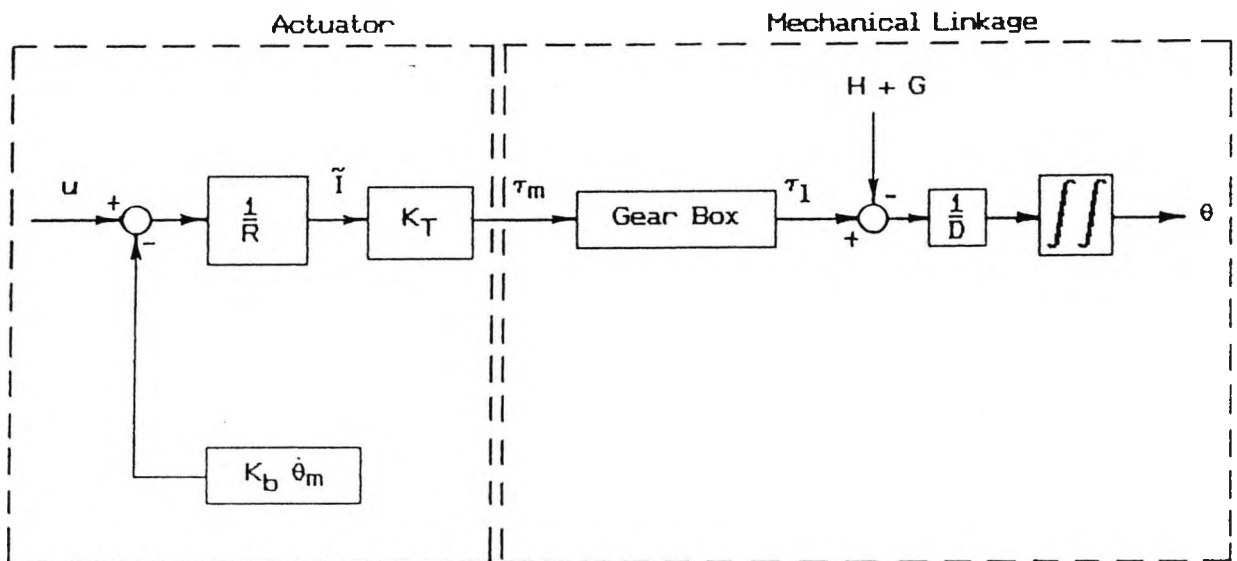 Actuator
Mechanical Linkage
H + G
u
+
-
1
R
Ĩ
K_T
τ_m
Gear Box
τ_l
+
-
1
D
∫∫
θ
K_b θ̇_m